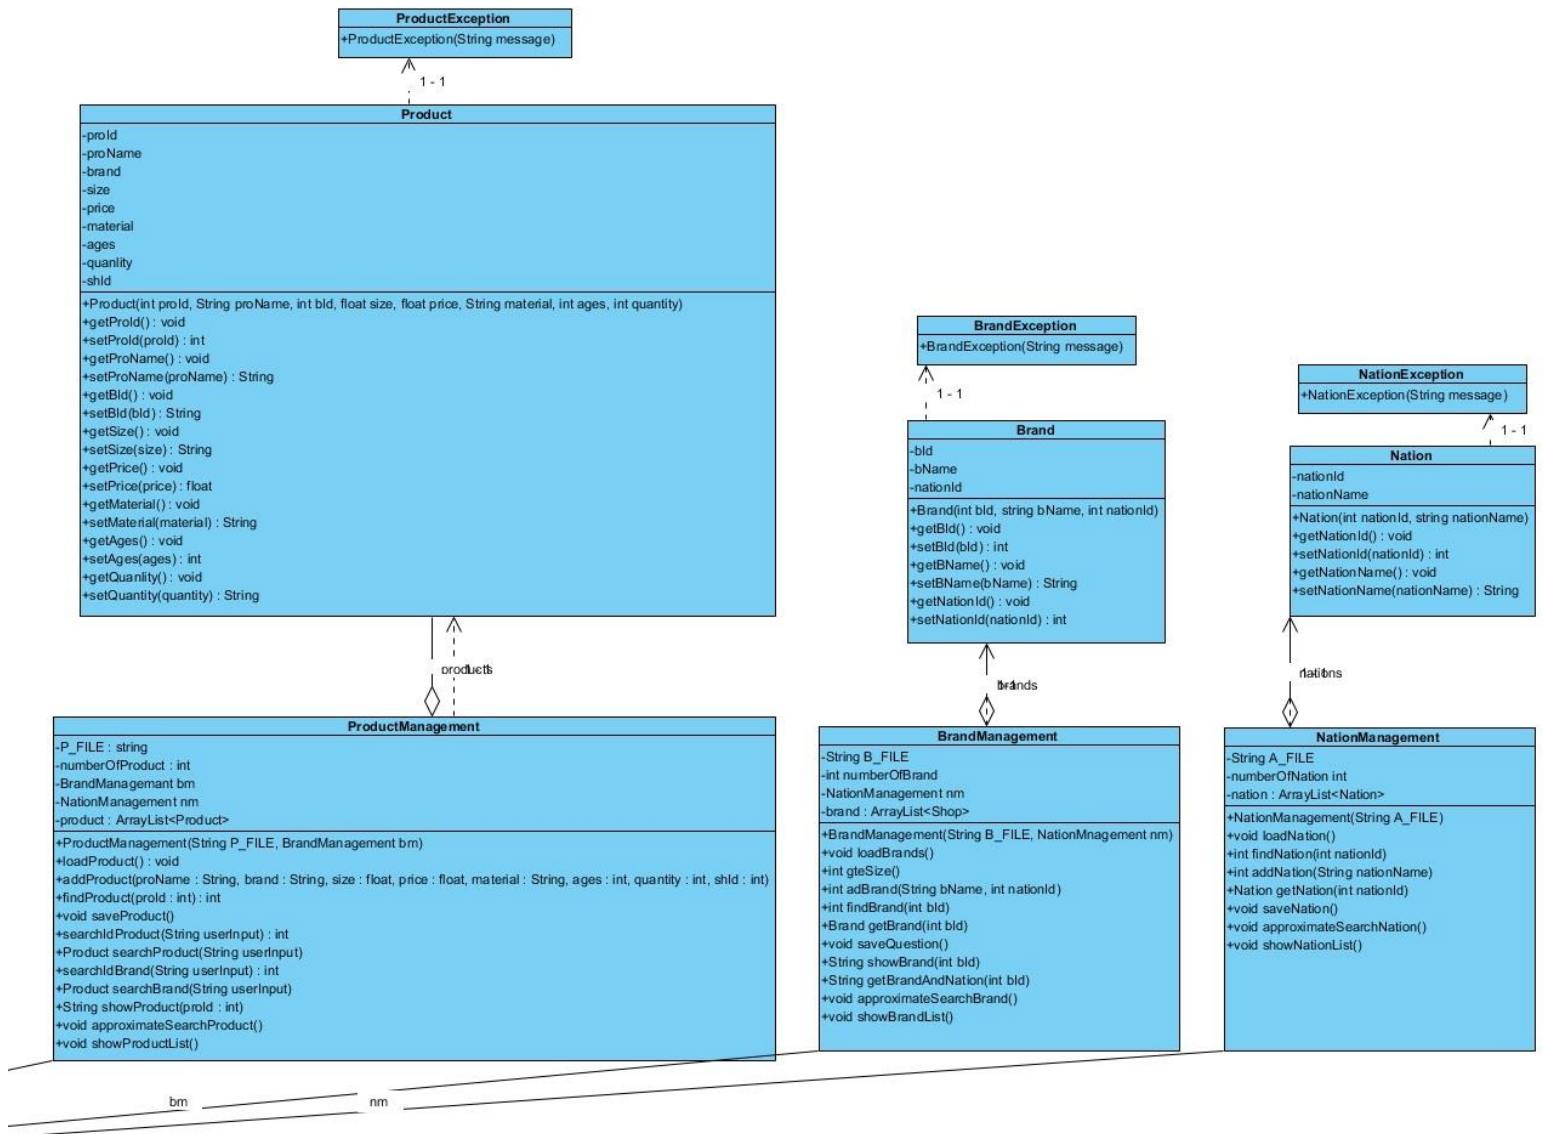 ProductException
+ProductException(String message)
1 - 1
Product
-proId
-proName
-brand
-size
-price
-material
-ages
-quanlity
-shId
+Product(int proId, String proName, int bId, float size, float price, String material, int ages, int quantity)
+getProId() : void
+setProId(proId) : int
+getProName() : void
+setProName(proName) : String
+getBId() : void
+setBId(bId) : String
+getSize() : void
+setSize(size) : String
+getPrice() : void
+setPrice(price) : float
+getMaterial() : void
+setMaterial(material) : String
+getAges() : void
+setAges(ages) : int
+getQuanlity() : void
+setQuantity(quantity) : String
products
ProductManagement
-P_FILE : string
-numberOfProduct : int
-BrandManagemant bm
-NationManagement nm
-product : ArrayList<Product>
+ProductManagement(String P_FILE, BrandManagement bm)
+loadProduct() : void
+addProduct(proName : String, brand : String, size : float, price : float, material : String, ages : int, quantity : int, shId : int)
+findProduct(proId : int) : int
+void saveProduct()
+searchIdProduct(String userInput) : int
+Product searchProduct(String userInput)
+searchIdBrand(String userInput) : int
+Product searchBrand(String userInput)
+String showProduct(proId : int)
+void approximateSearchProduct()
+void showProductList()
BrandException
+BrandException(String message)
1 - 1
Brand
-bId
-bName
-nationId
+Brand(int bId, string bName, int nationId)
+getBId() : void
+setBId(bId) : int
+getBName() : void
+setBName(bName) : String
+getNationId() : void
+setNationId(nationId) : int
brands
BrandManagement
-String B_FILE
-int numberOfBrand
-NationManagement nm
-brand : ArrayList<Shop>
+BrandManagement(String B_FILE, NationMnagement nm)
+void loadBrands()
+int gteSize()
+int adBrand(String bName, int nationId)
+int findBrand(int bId)
+Brand getBrand(int bId)
+void saveQuestion()
+String showBrand(int bId)
+String getBrandAndNation(int bId)
+void approximateSearchBrand()
+void showBrandList()
NationException
+NationException(String message)
1 - 1
Nation
-nationId
-nationName
+Nation(int nationId, string nationName)
+getNationId() : void
+setNationId(nationId) : int
+getNationName() : void
+setNationName(nationName) : String
nations
NationManagement
-String A_FILE
-numberOfNation int
-nation : ArrayList<Nation>
+NationManagement(String A_FILE)
+void loadNation()
+int findNation(int nationId)
+int addNation(String nationName)
+Nation getNation(int nationId)
+void saveNation()
+void approximateSearchNation()
+void showNationList()
bm
nm